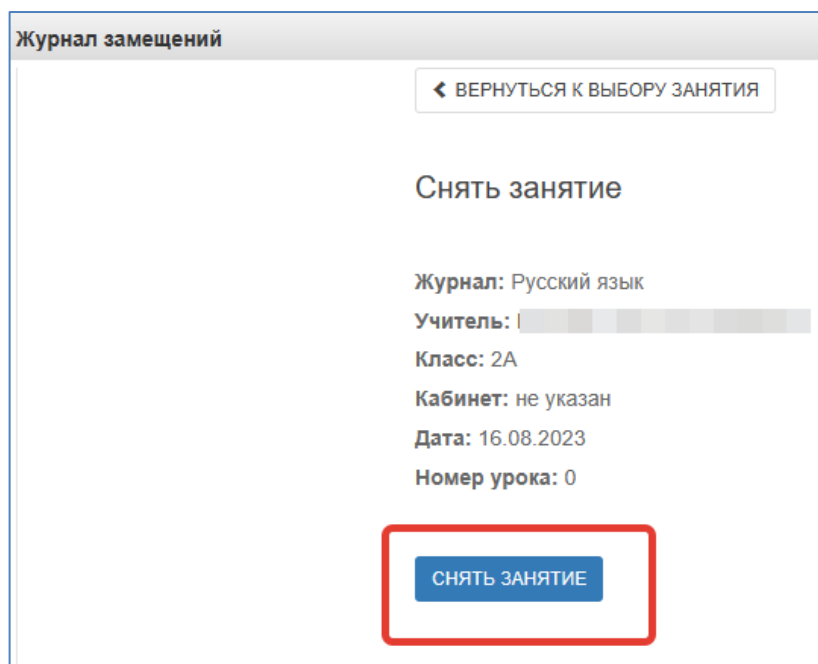 Журнал замещений
ВЕРНУТЬСЯ К ВЫБОРУ ЗАНЯТИЯ
Снять занятие
Журнал: Русский язык
Учитель:
Класс: 2А
Кабинет: не указан
Дата: 16.08.2023
Номер урока: 0
СНЯТЬ ЗАНЯТИЕ